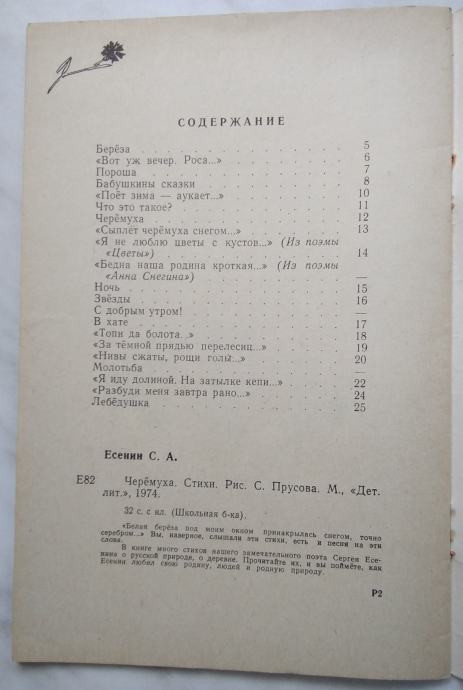 СОДЕРЖАНИЕ
Берёза . . . . . . . . . . . . 5
«Вот уж вечер. Роса...» . . . . . . 6
Пороша . . . . . . . . . . . . 7
Бабушкины сказки . . . . . . . . 8
«Поёт зима — аукает...» . . . . . . 10
Что это такое? . . . . . . . . . 11
Черёмуха . . . . . . . . . . . 12
«Сыплет черёмуха снегом...» . . . . . 13
«Я не люблю цветы с кустов...» (Из поэмы
«Цветы») . . . . . . . . . . . 14
«Бедна наша родина кроткая...» (Из поэмы
«Анна Снегина») . . . . . . . . —
Ночь . . . . . . . . . . . . 15
Звёзды . . . . . . . . . . . 16
С добрым утром! . . . . . . . . —
В хате . . . . . . . . . . . 17
«Топи да болота..» . . . . . . . 18
«За тёмной прядью перелесиц...» . . . . 19
«Нивы сжаты, рощи голы...» . . . . . 20
Молотьба . . . . . . . . . . . —
«Я иду долиной. На затылке кепи...» . . . 22
«Разбуди меня завтра рано...» . . . . 24
Лебёдушка . . . . . . . . . . 25
Есенин С. А.
Е82 Черёмуха. Стихи. Рис. С. Прусова. М., «Дет.
лит.», 1974.
32 с. с ил. (Школьная б-ка).
«Белая берёза под моим окном принакрылась снегом, точно
серебром...» Вы, наверное, слышали эти стихи, есть и песни на эти
слова.
В книге много стихов нашего замечательного поэта Сергея Есе-
нина о русской природе, о деревне. Прочитайте их, и вы поймёте, как
Есенин любил свою родину, людей и родную природу.
Р2